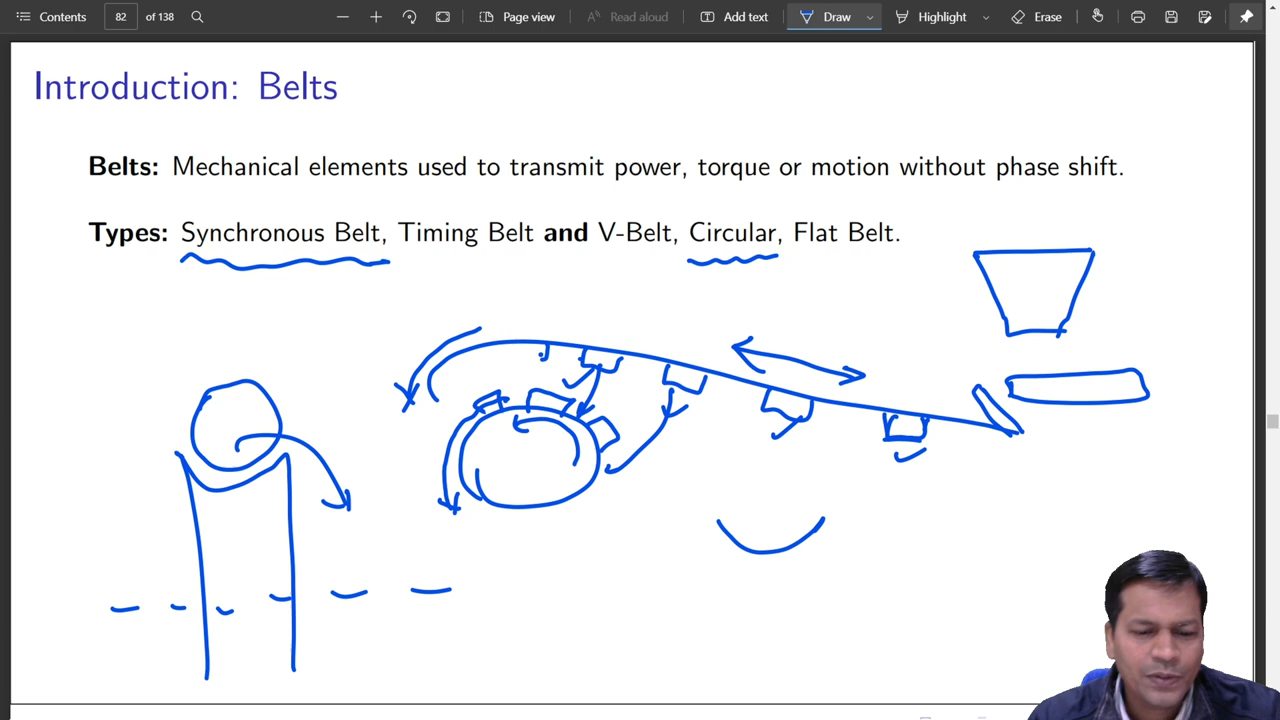 Contents 82 of 138 Page view Read aloud Add text Draw Highlight Erase
Introduction: Belts
Belts: Mechanical elements used to transmit power, torque or motion without phase shift.
Types: Synchronous Belt, Timing Belt and V-Belt, Circular, Flat Belt.